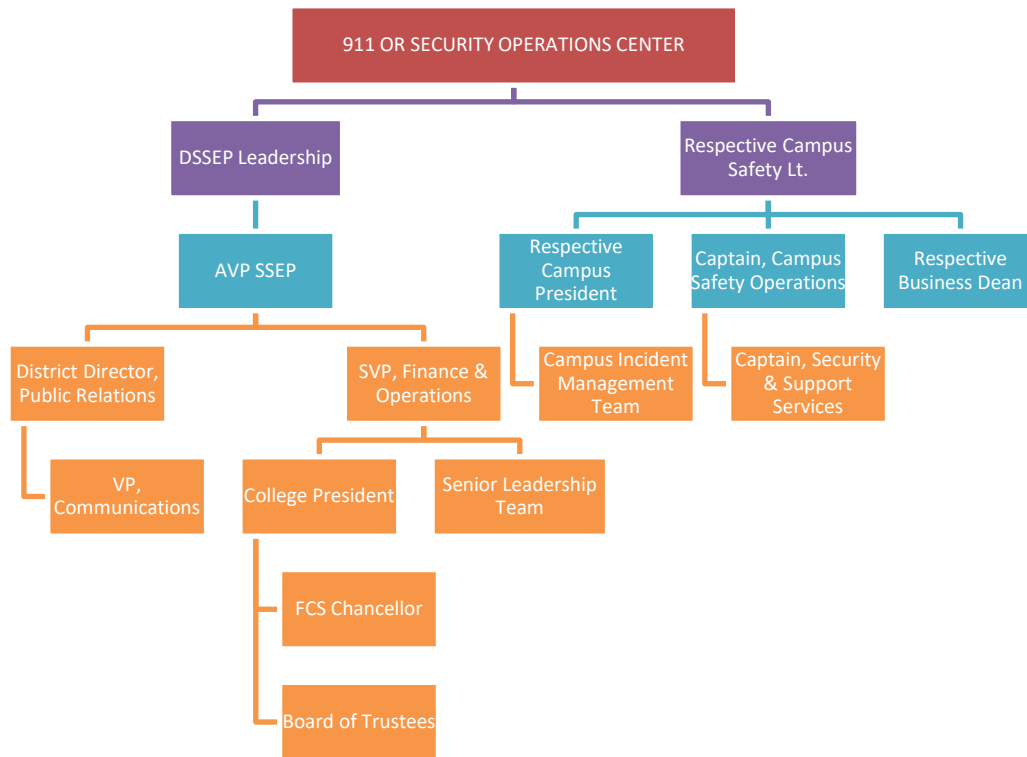 911 OR SECURITY OPERATIONS CENTER
DSSEP Leadership
Respective Campus
Safety Lt.
AVP SSEP
Respective
Campus
President
Captain, Campus
Safety Operations
Respective
Business Dean
District Director,
Public Relations
SVP, Finance &
Operations
Campus Incident
Management
Team
Captain, Security
& Support
Services
VP,
Communications
College President
Senior Leadership
Team
FCS Chancellor
Board of Trustees